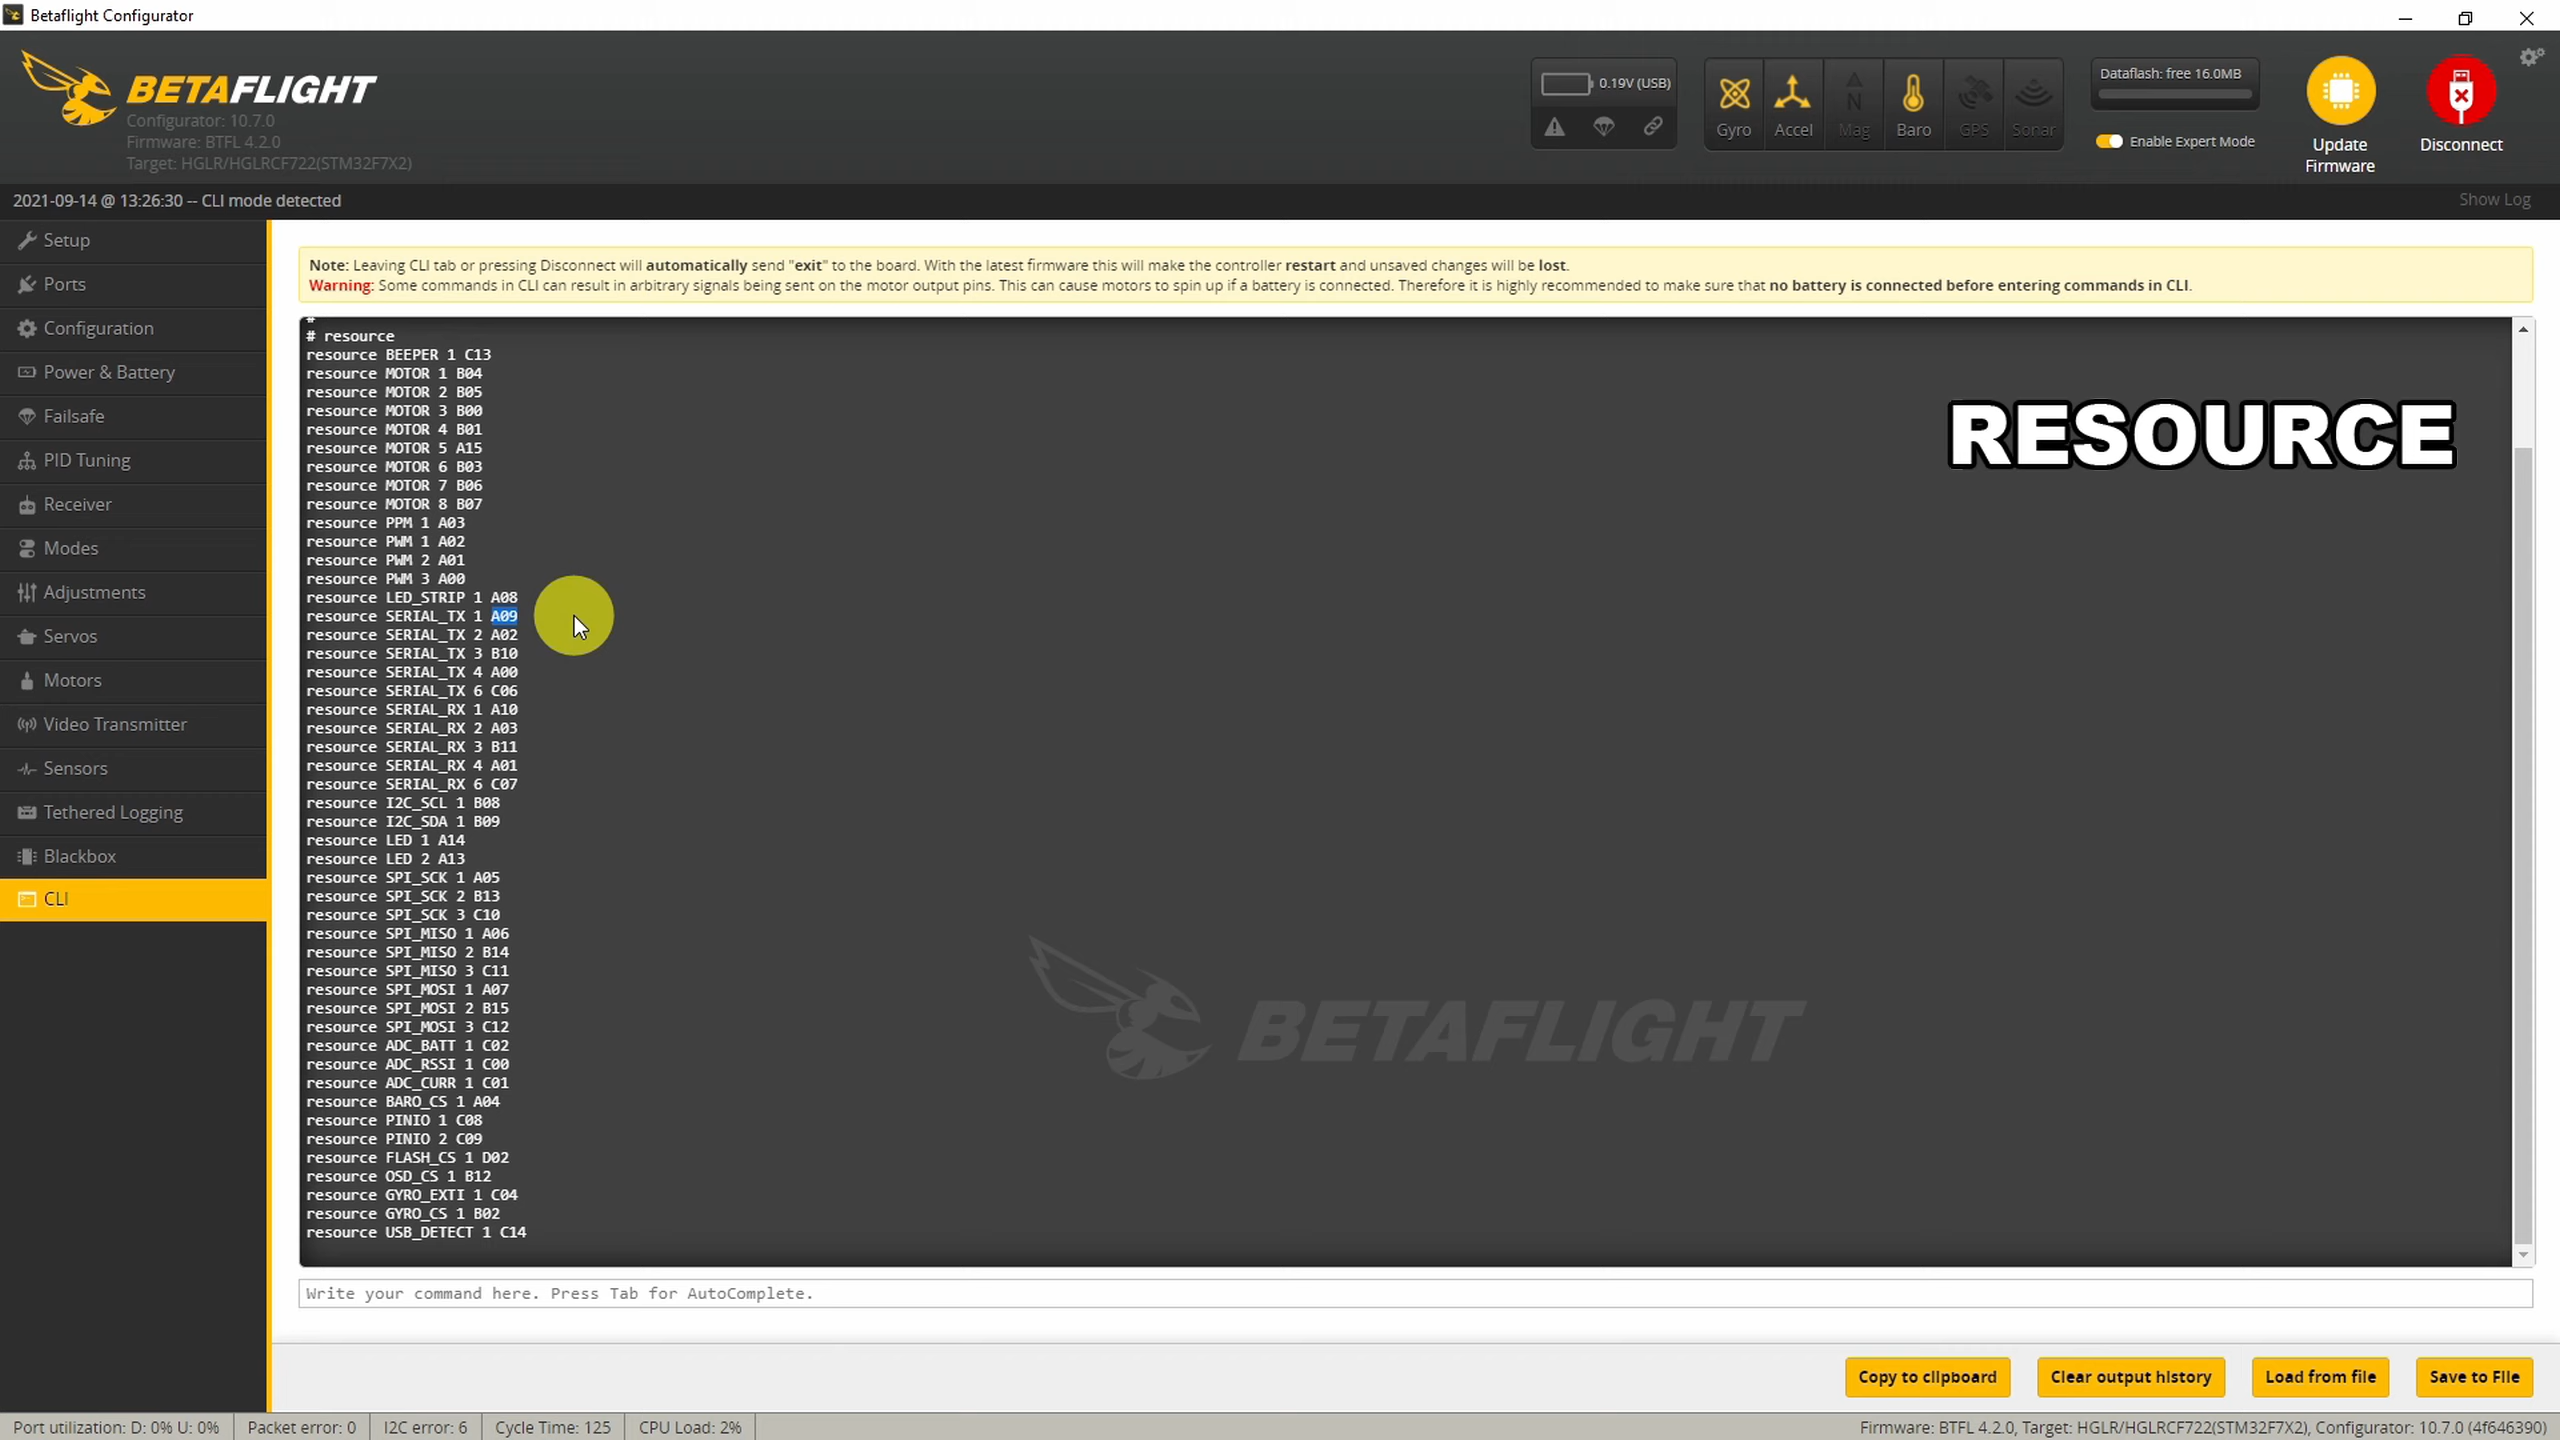 Betaflight Configurator
BETAFLIGHT
Configurator: 10.7.0
Firmware: BTFL 4.2.0
Target: HGLR/HGLRCF722(STM32F7X2)
0.19V (USB)
Gyro
Accel
Mag
Baro
GPS
Sonar
Dataflash: free 16.0MB
Enable Expert Mode
Update
Firmware
Disconnect
2021-09-14 @ 13:26:30 -- CLI mode detected
Show Log
Setup
Ports
Configuration
Power & Battery
Failsafe
PID Tuning
Receiver
Modes
Adjustments
Servos
Motors
Video Transmitter
Sensors
Tethered Logging
Blackbox
CLI
Note: Leaving CLI tab or pressing Disconnect will automatically send "exit" to the board. With the latest firmware this will make the controller restart and unsaved changes will be lost.
Warning: Some commands in CLI can result in arbitrary signals being sent on the motor output pins. This can cause motors to spin up if a battery is connected. Therefore it is highly recommended to make sure that no battery is connected before entering commands in CLI.
#
# resource
resource BEEPER 1 C13
resource MOTOR 1 B04
resource MOTOR 2 B05
resource MOTOR 3 B00
resource MOTOR 4 B01
resource MOTOR 5 A15
resource MOTOR 6 B03
resource MOTOR 7 B06
resource MOTOR 8 B07
resource PPM 1 A03
resource PWM 1 A02
resource PWM 2 A01
resource PWM 3 A00
resource LED_STRIP 1 A08
resource SERIAL_TX 1 A09
resource SERIAL_TX 2 A02
resource SERIAL_TX 3 B10
resource SERIAL_TX 4 A00
resource SERIAL_TX 6 C06
resource SERIAL_RX 1 A10
resource SERIAL_RX 2 A03
resource SERIAL_RX 3 B11
resource SERIAL_RX 4 A01
resource SERIAL_RX 6 C07
resource I2C_SCL 1 B08
resource I2C_SDA 1 B09
resource LED 1 A14
resource LED 2 A13
resource SPI_SCK 1 A05
resource SPI_SCK 2 B13
resource SPI_SCK 3 C10
resource SPI_MISO 1 A06
resource SPI_MISO 2 B14
resource SPI_MISO 3 C11
resource SPI_MOSI 1 A07
resource SPI_MOSI 2 B15
resource SPI_MOSI 3 C12
resource ADC_BATT 1 C02
resource ADC_RSSI 1 C00
resource ADC_CURR 1 C01
resource BARO_CS 1 A04
resource PINIO 1 C08
resource PINIO 2 C09
resource FLASH_CS 1 D02
resource OSD_CS 1 B12
resource GYRO_EXTI 1 C04
resource GYRO_CS 1 B02
resource USB_DETECT 1 C14
RESOURCE
BETAFLIGHT
Write your command here. Press Tab for AutoComplete.
Copy to clipboard
Clear output history
Load from file
Save to File
Port utilization: D: 0% U: 0%
Packet error: 0
I2C error: 6
Cycle Time: 125
CPU Load: 2%
Firmware: BTFL 4.2.0, Target: HGLR/HGLRCF722(STM32F7X2), Configurator: 10.7.0 (4f646390)